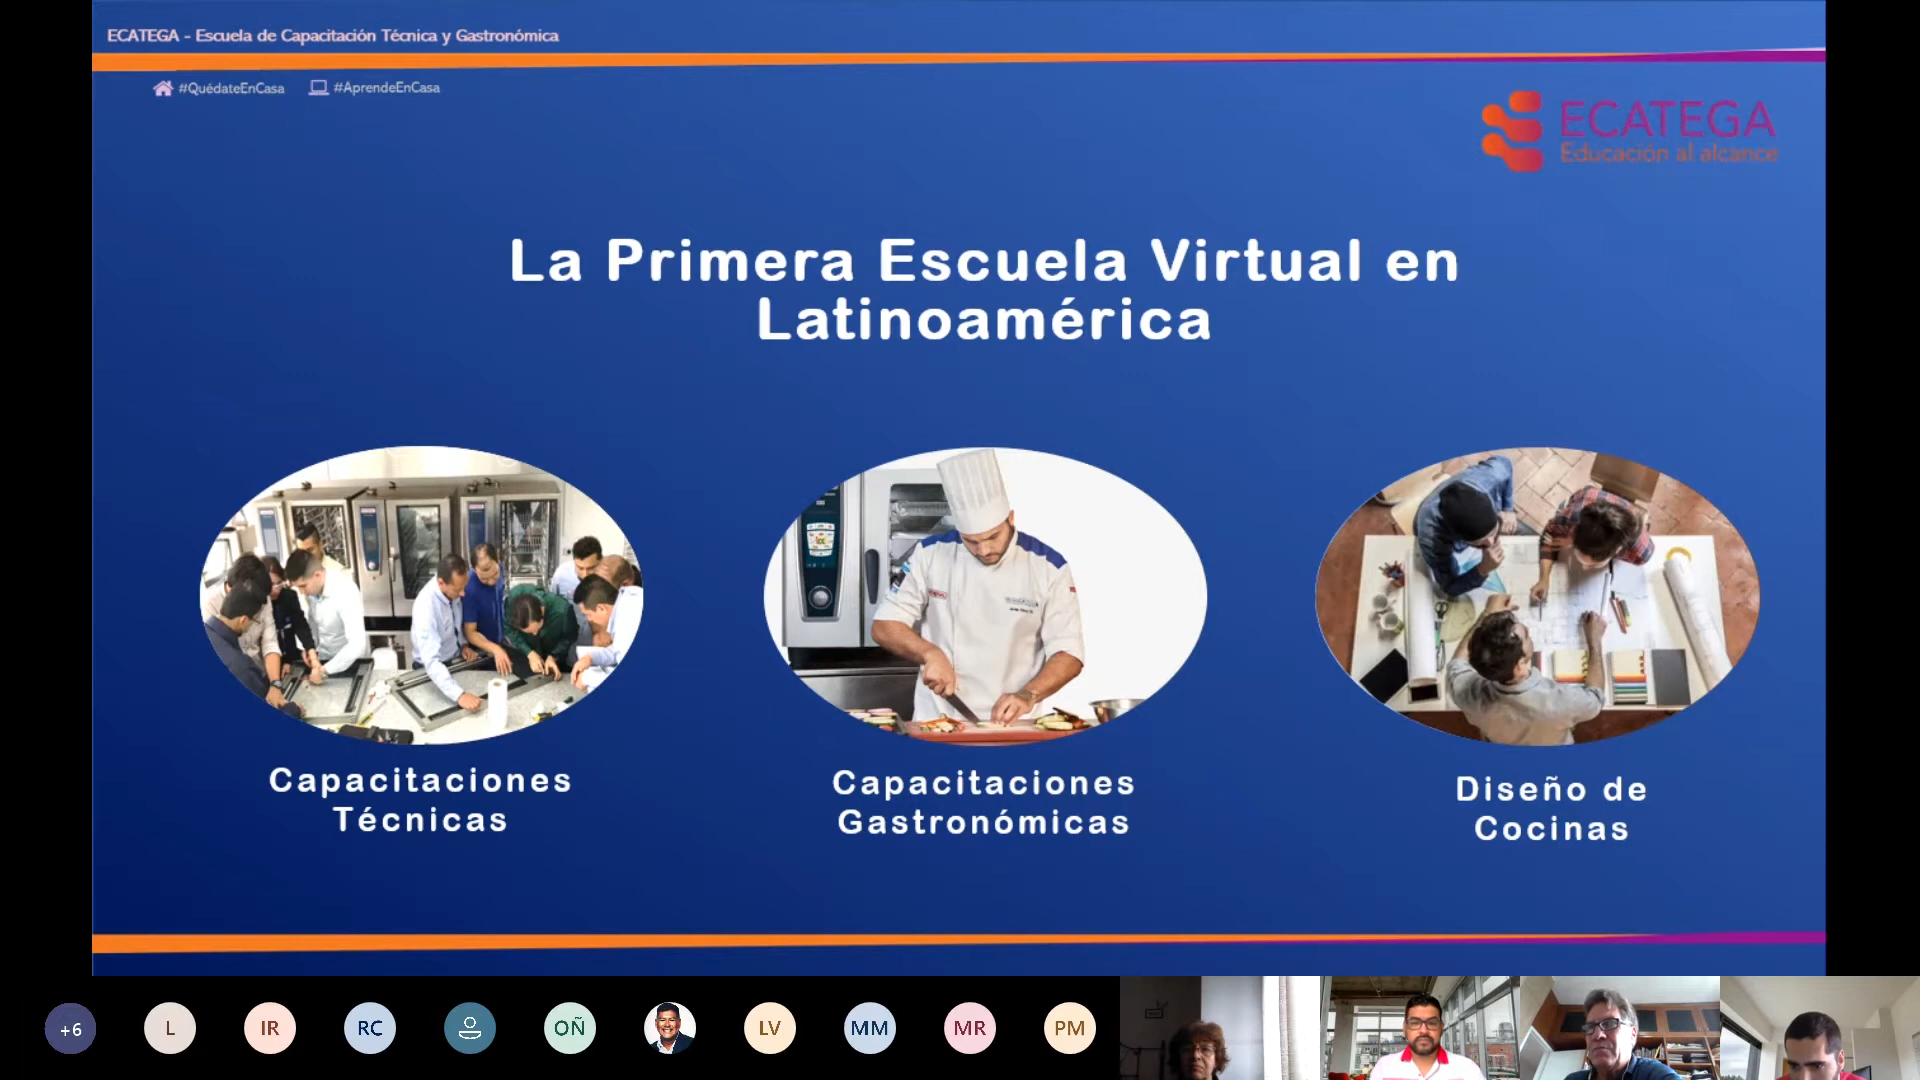 ECATEGA - Escuela de Capacitación Técnica y Gastronómica
#QuédateEnCasa #AprendeEnCasa
ECATEGA
Educación al alcance
La Primera Escuela Virtual en
Latinoamérica
Capacitaciones
Técnicas
Capacitaciones
Gastronómicas
Diseño de
Cocinas
+6 L IR RC OÑ LV MM MR PM